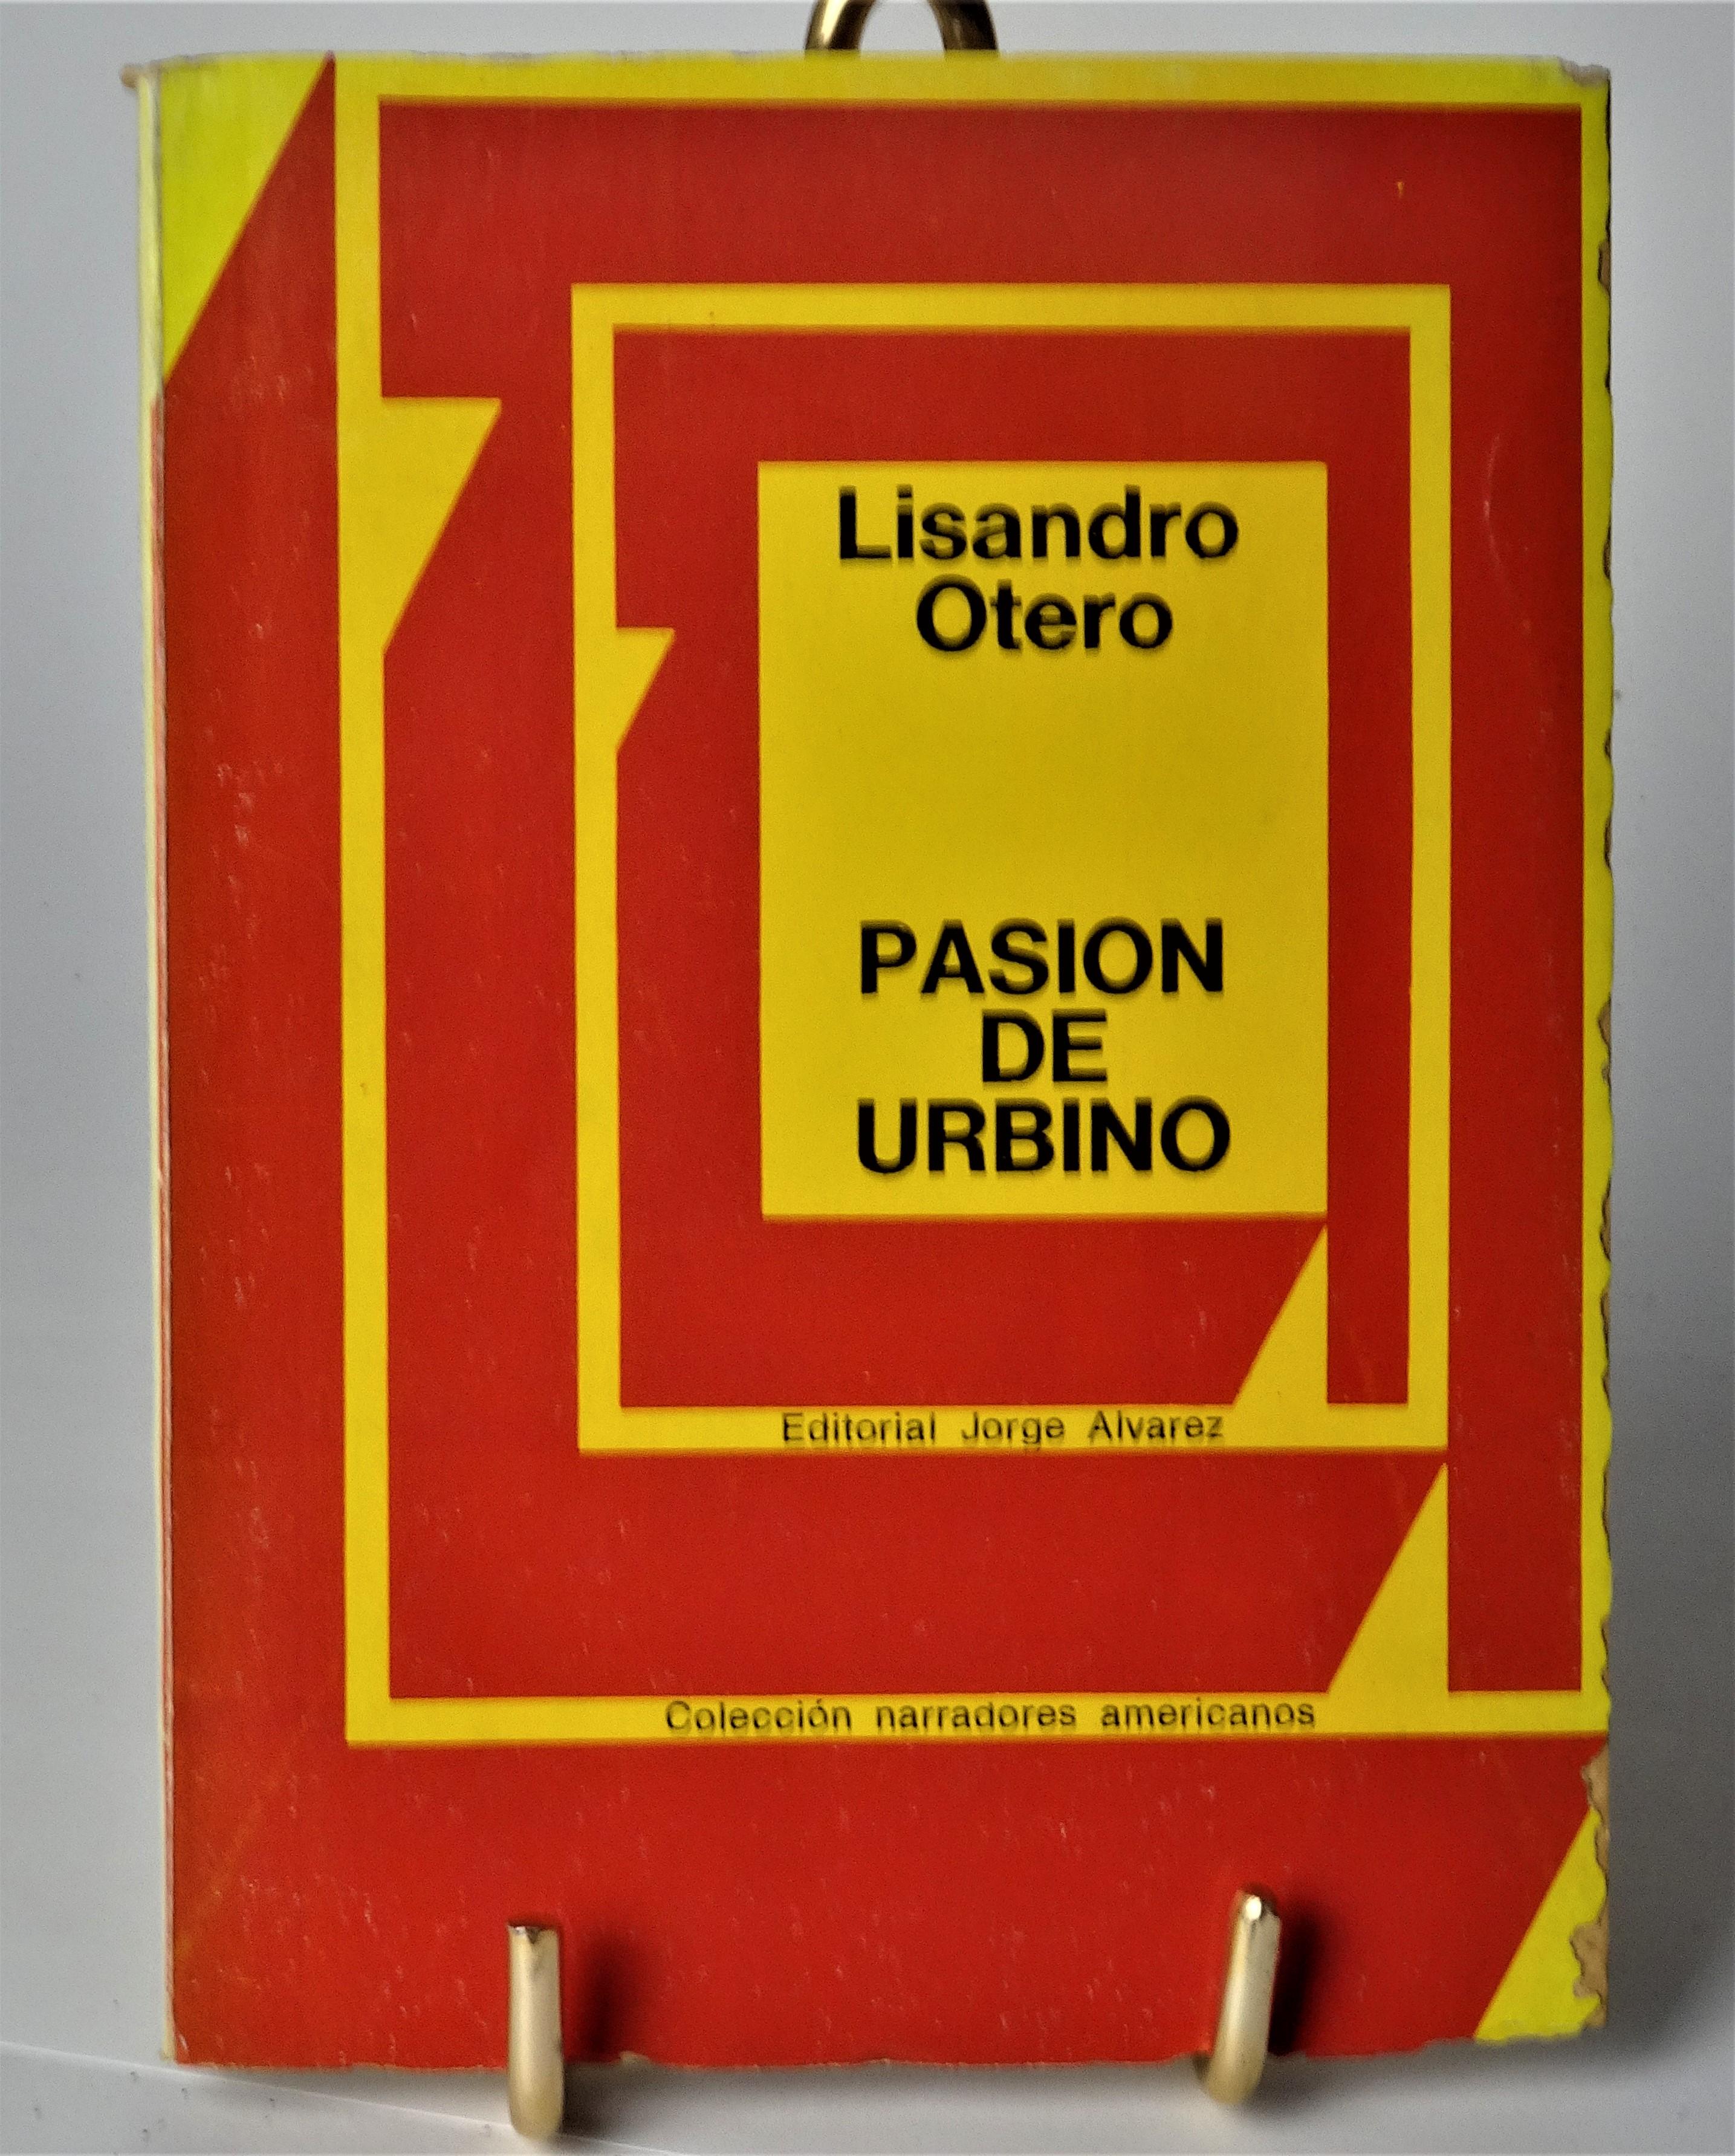 Lisandro
Otero
PASION
DE
URBINO
Editorial Jorge Alvarez
Colección narradores americanos